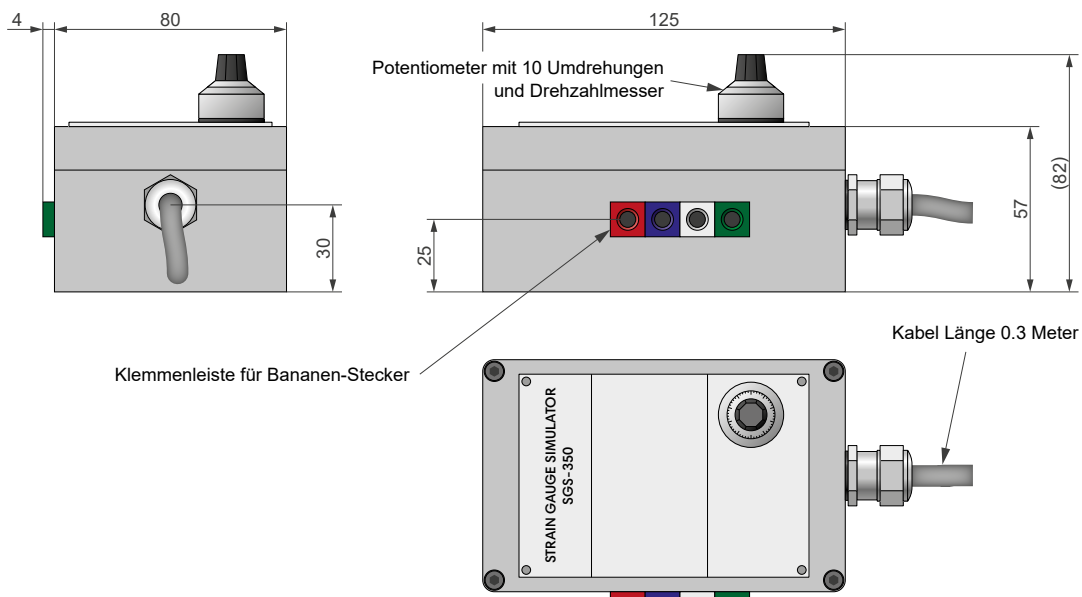 4
80
125
Potentiometer mit 10 Umdrehungen
und Drehzahlmesser
(82)
57
30
25
Kabel Länge 0.3 Meter
Klemmenleiste für Bananen-Stecker
STRAIN GAUGE SIMULATOR
SGS-350